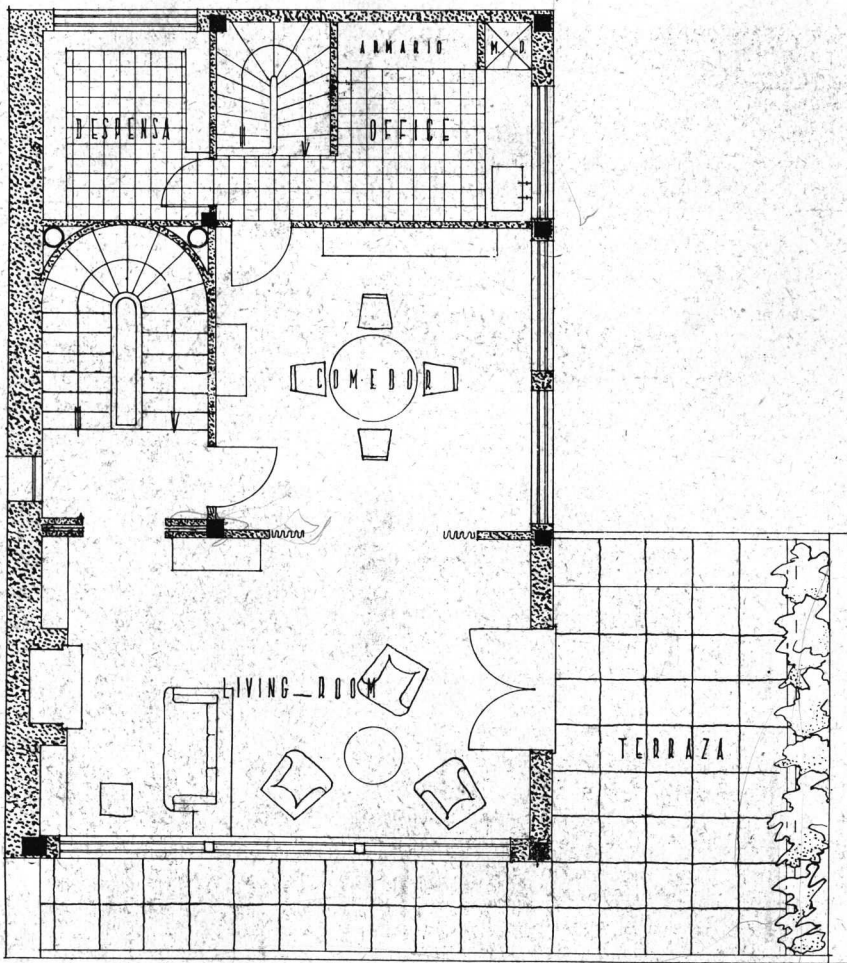 ARMARIO
M. D.
DESPENSA
OFFICE
COMEDOR
LIVING_ROOM
TERRAZA